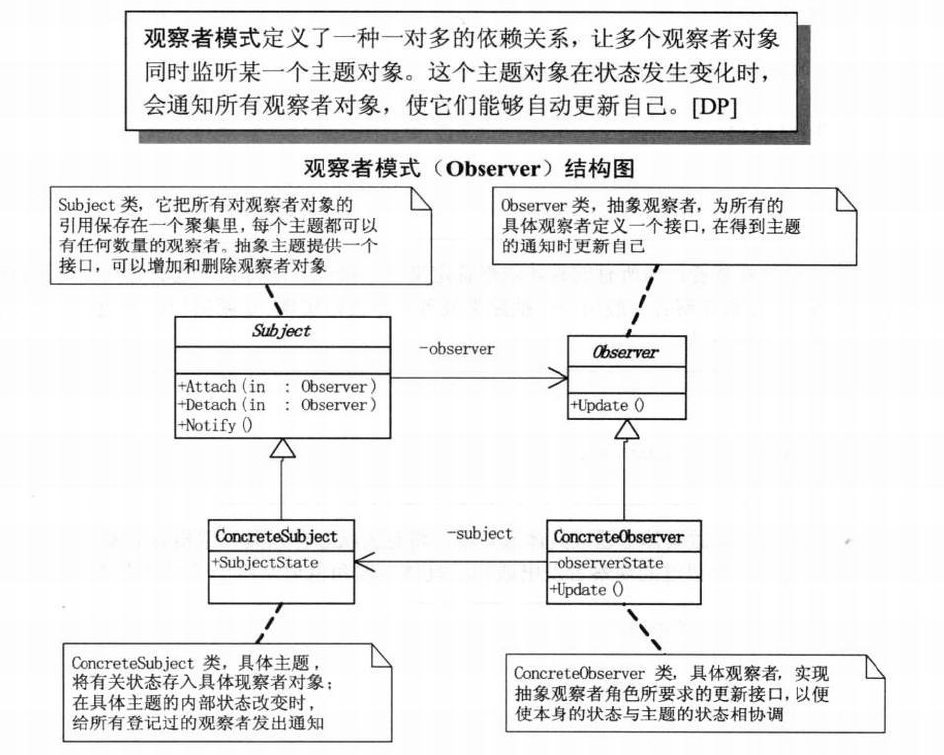 观察者模式定义了一种一对多的依赖关系，让多个观察者对象
同时监听某一个主题对象。这个主题对象在状态发生变化时，
会通知所有观察者对象，使它们能够自动更新自己。[DP]
观察者模式（Observer）结构图
Subject 类，它把所有对观察者对象的
引用保存在一个聚集里，每个主题都可以
有任何数量的观察者。抽象主题提供一个
接口，可以增加和删除观察者对象
Observer 类，抽象观察者，为所有的
具体观察者定义一个接口，在得到主题
的通知时更新自己
Subject
+Attach(in : Observer)
+Detach(in : Observer)
+Notify()
-observer
Observer
+Update()
ConcreteSubject
+SubjectState
-subject
ConcreteObserver
-observerState
+Update()
ConcreteSubject 类，具体主题，
将有关状态存入具体现察者对象；
在具体主题的内部状态改变时，
给所有登记过的观察者发出通知
ConcreteObserver 类，具体观察者，实现
抽象观察者角色所要求的更新接口，以便
使本身的状态与主题的状态相协调